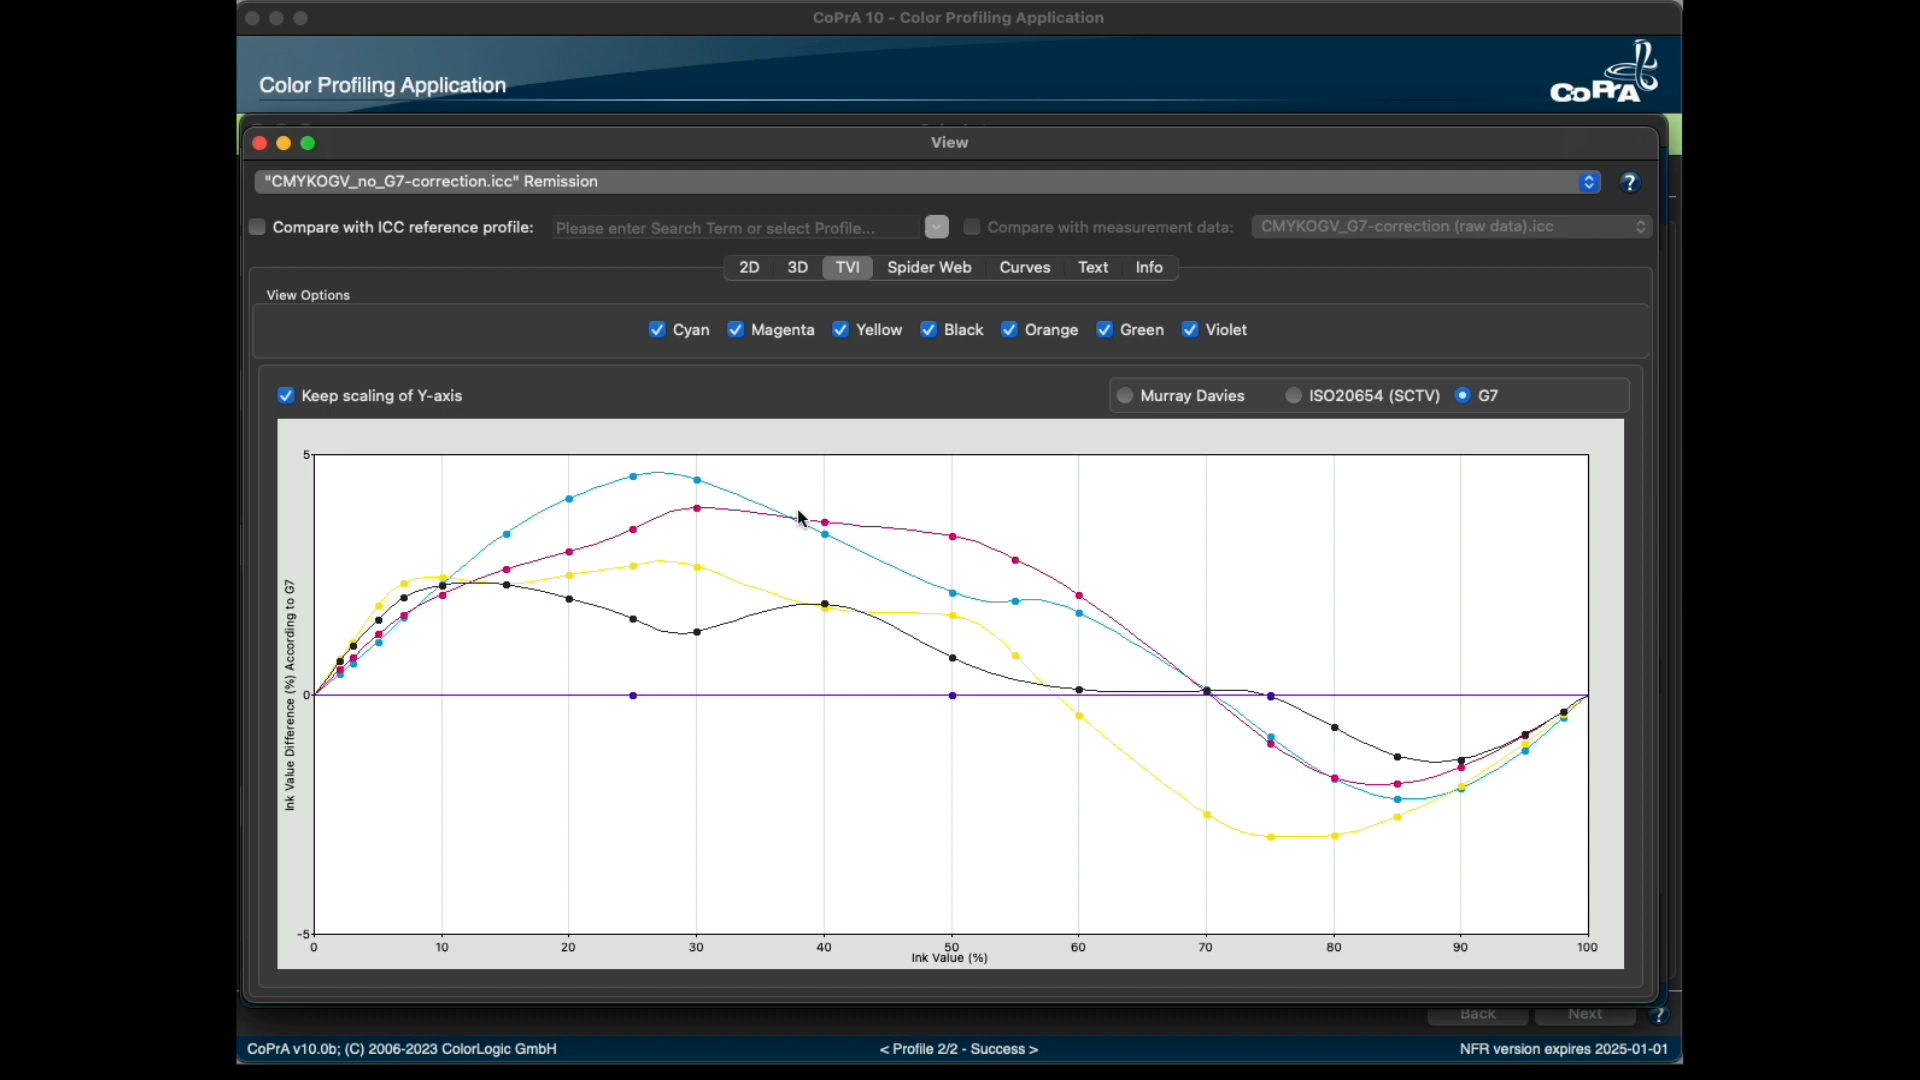 CoPrA 10 - Color Profiling Application
Color Profiling Application
CoPrA
View
"CMYKOGV_no_G7-correction.icc" Remission
?
Compare with ICC reference profile:
Please enter Search Term or select Profile...
Compare with measurement data:
CMYKOGV_G7-correction (raw data).icc
2D 3D TVI Spider Web Curves Text Info
View Options
Cyan Magenta Yellow Black Orange Green Violet
Keep scaling of Y-axis
Murray Davies ISO20654 (SCTV) G7
5
0
-5
Ink Value Difference (%) According to G7
0 10 20 30 40 50 60 70 80 90 100
Ink Value (%)
Back Next ?
CoPrA v10.0b; (C) 2006-2023 ColorLogic GmbH
< Profile 2/2 - Success >
NFR version expires 2025-01-01